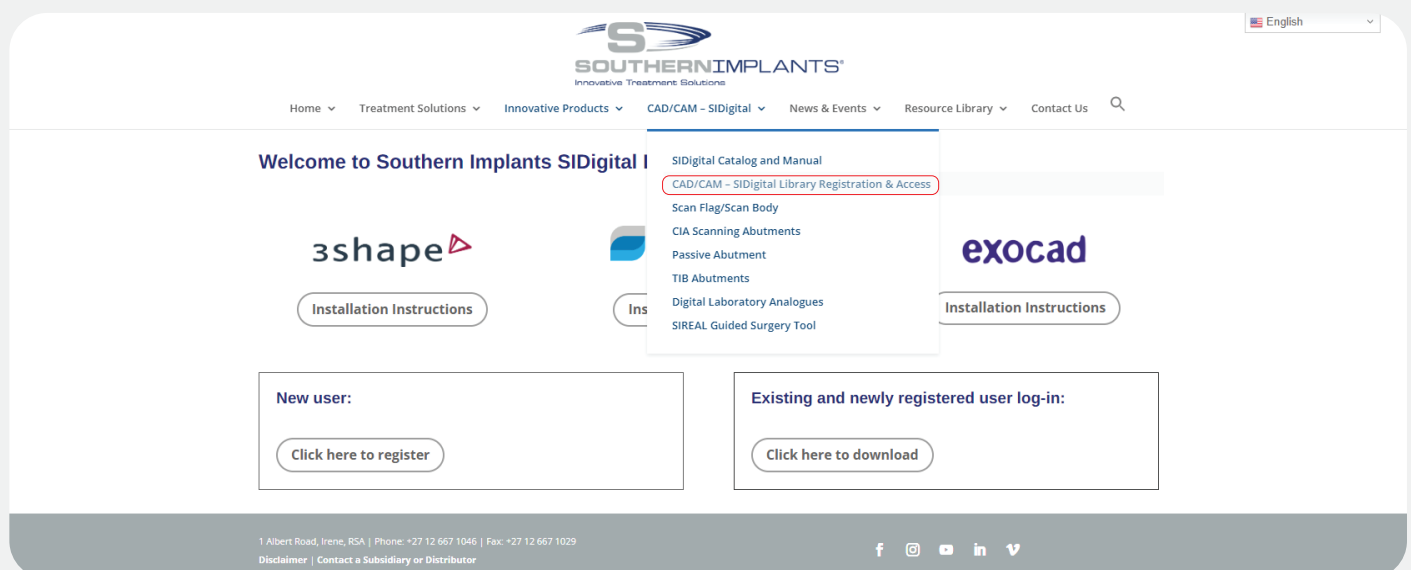 English
S
SOUTHERNIMPLANTS®
Innovative Treatment Solutions
Home Treatment Solutions Innovative Products CAD/CAM – SIDigital News & Events Resource Library Contact Us
Welcome to Southern Implants SIDigital
SIDigital Catalog and Manual
CAD/CAM – SIDigital Library Registration & Access
Scan Flag/Scan Body
CIA Scanning Abutments
Passive Abutment
TIB Abutments
Digital Laboratory Analogues
SIREAL Guided Surgery Tool
3shape
exocad
Installation Instructions
Ins
Installation Instructions
New user:
Click here to register
Existing and newly registered user log-in:
Click here to download
1 Albert Road, Irene, RSA | Phone: +27 12 667 1046 | Fax: +27 12 667 1029
Disclaimer | Contact a Subsidiary or Distributor